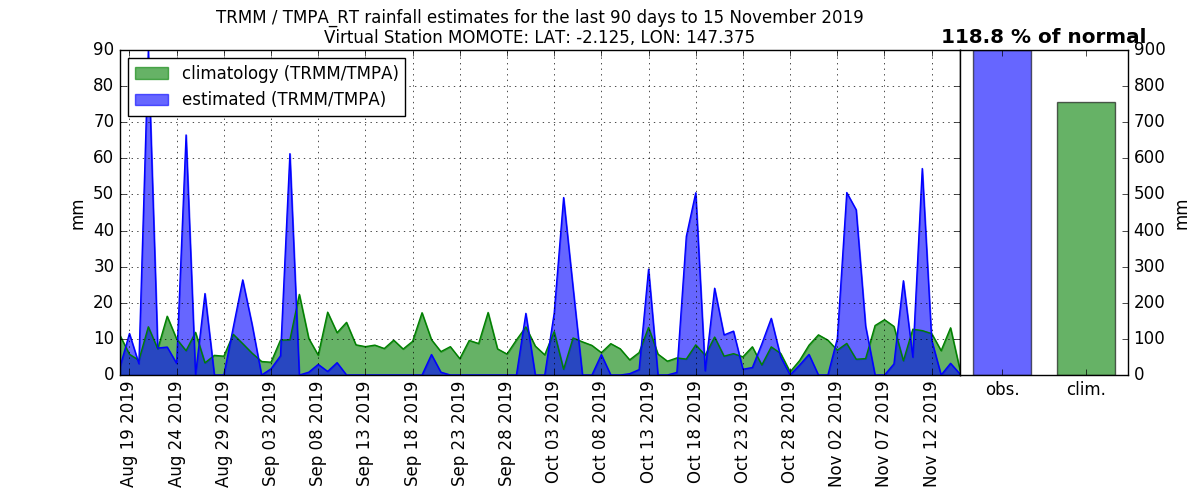 TRMM / TMPA_RT rainfall estimates for the last 90 days to 15 November 2019
Virtual Station MOMOTE: LAT: -2.125, LON: 147.375
118.8 % of normal
climatology (TRMM/TMPA)
estimated (TRMM/TMPA)
mm
90
80
70
60
50
40
30
20
10
0
Aug 19 2019
Aug 24 2019
Aug 29 2019
Sep 03 2019
Sep 08 2019
Sep 13 2019
Sep 18 2019
Sep 23 2019
Sep 28 2019
Oct 03 2019
Oct 08 2019
Oct 13 2019
Oct 18 2019
Oct 23 2019
Oct 28 2019
Nov 02 2019
Nov 07 2019
Nov 12 2019
obs.
clim.
900
800
700
600
500
400
300
200
100
0
mm